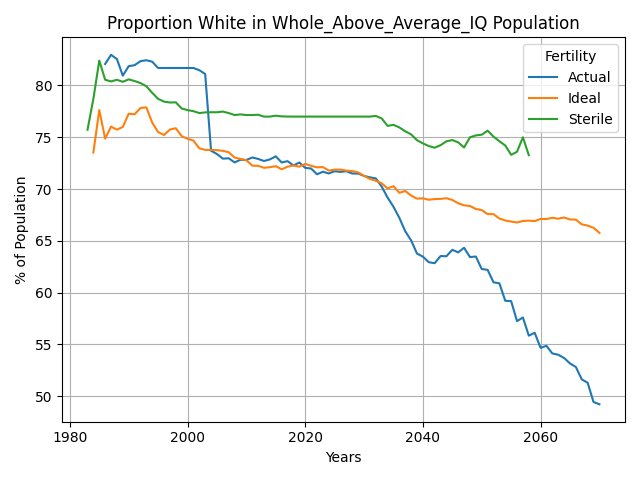 Proportion White in Whole_Above_Average_IQ Population
Fertility
Actual
Ideal
Sterile
% of Population
80
75
70
65
60
55
50
1980
2000
2020
2040
2060
Years